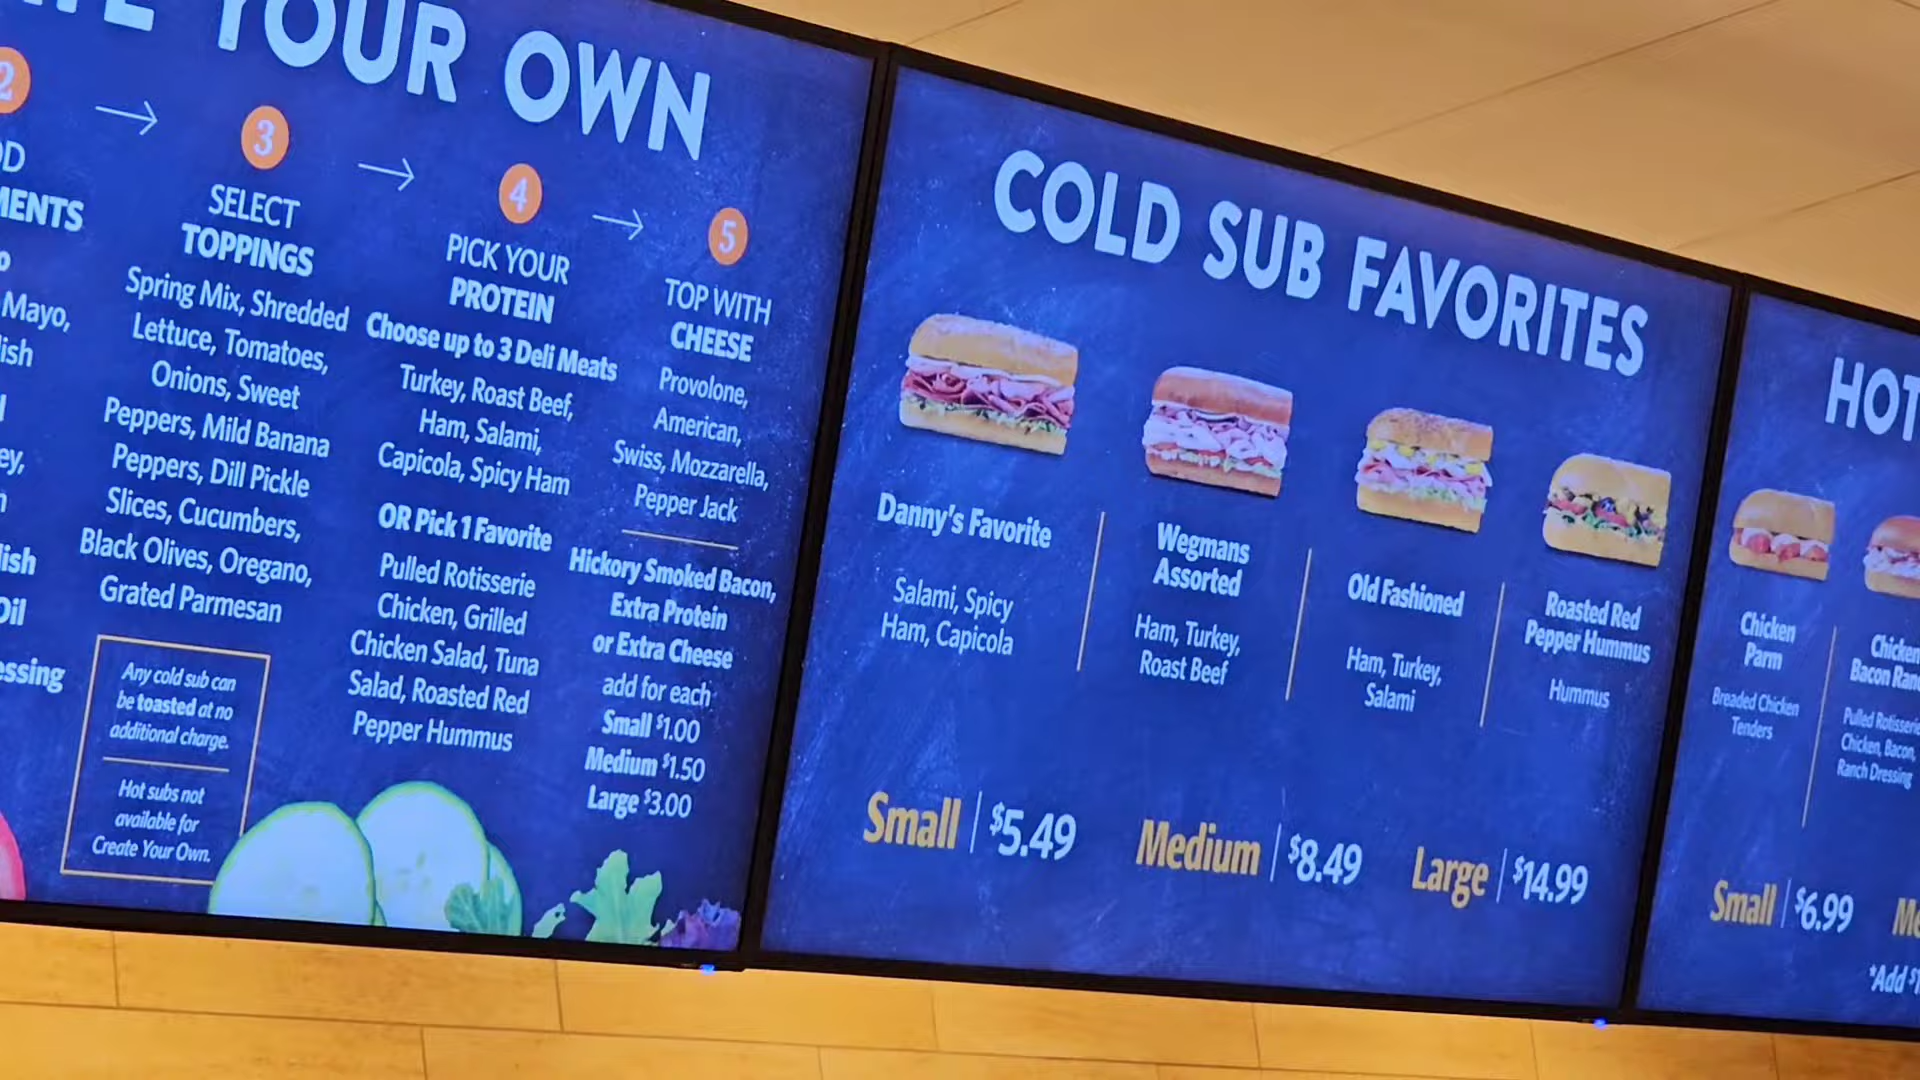 YOUR OWN
2
MENTS
Mayo,
3
SELECT
TOPPINGS
Spring Mix, Shredded
Lettuce, Tomatoes,
Onions, Sweet
Peppers, Mild Banana
Peppers, Dill Pickle
Slices, Cucumbers,
Black Olives, Oregano,
Grated Parmesan
Any cold sub can
be toasted at no
additional charge.
Hot subs not
available for
Create Your Own.
4
PICK YOUR
PROTEIN
Choose up to 3 Deli Meats
Turkey, Roast Beef,
Ham, Salami,
Capicola, Spicy Ham
OR Pick 1 Favorite
Pulled Rotisserie
Chicken, Grilled
Chicken Salad, Tuna
Salad, Roasted Red
Pepper Hummus
5
TOP WITH
CHEESE
Provolone,
American,
Swiss, Mozzarella,
Pepper Jack
Hickory Smoked Bacon,
Extra Protein
or Extra Cheese
add for each
Small $1.00
Medium $1.50
Large $3.00
COLD SUB FAVORITES
Danny's Favorite
Salami, Spicy
Ham, Capicola
Wegmans
Assorted
Ham, Turkey,
Roast Beef
Old Fashioned
Ham, Turkey,
Salami
Roasted Red
Pepper Hummus
Hummus
Small $5.49
Medium $8.49
Large $14.99
HOT
Chicken
Parm
Breaded Chicken
Tenders
Chicken
Bacon
Pulled Rotisserie
Chicken, Bacon,
Ranch Dressing
Small $6.99
*Add